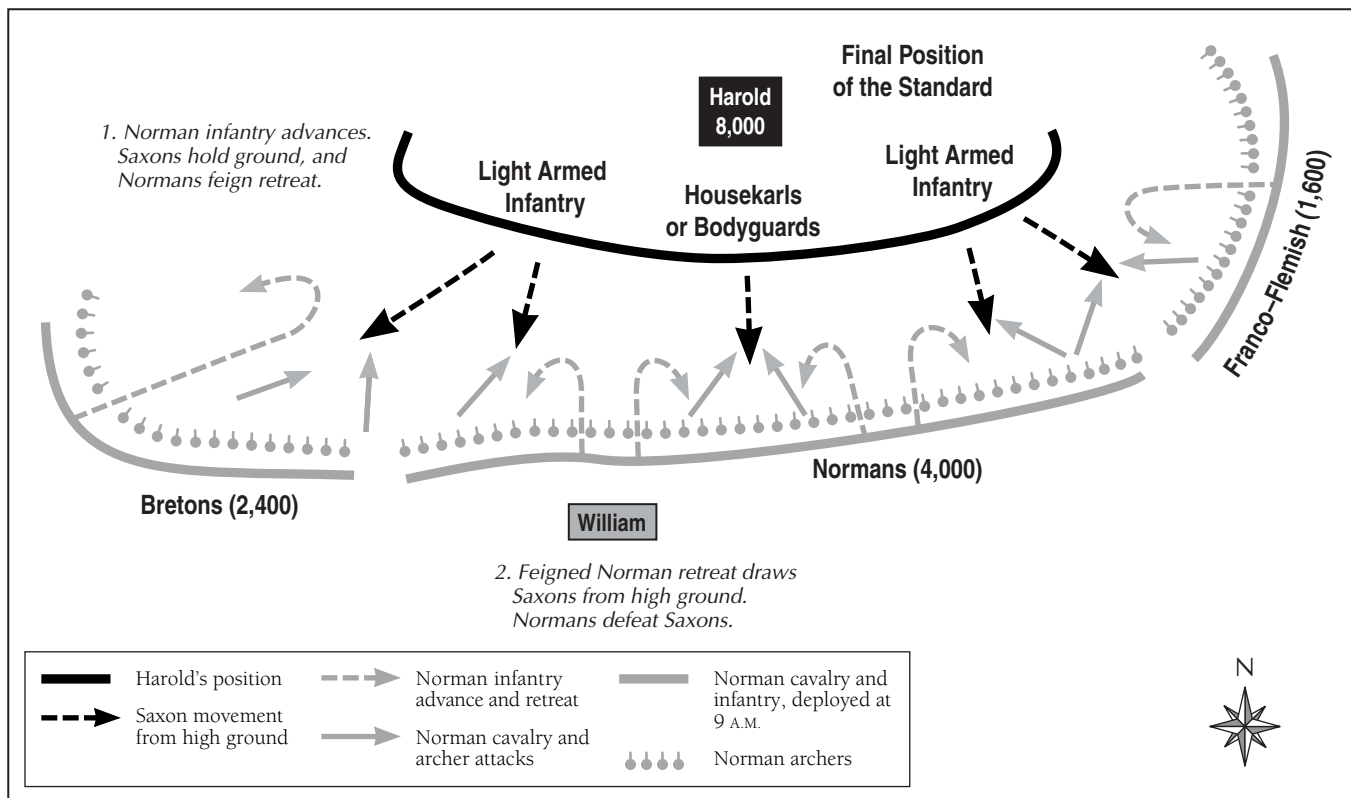 Final Position
of the Standard
Harold
8,000
1. Norman infantry advances.
Saxons hold ground, and
Normans feign retreat.
Light Armed
Infantry
Light Armed
Infantry
Housekarls
or Bodyguards
Franco–Flemish (1,600)
Normans (4,000)
Bretons (2,400)
William
2. Feigned Norman retreat draws
Saxons from high ground.
Normans defeat Saxons.
Harold's position
Saxon movement
from high ground
Norman infantry
advance and retreat
Norman cavalry and
archer attacks
Norman cavalry and
infantry, deployed at
9 A.M.
Norman archers
N